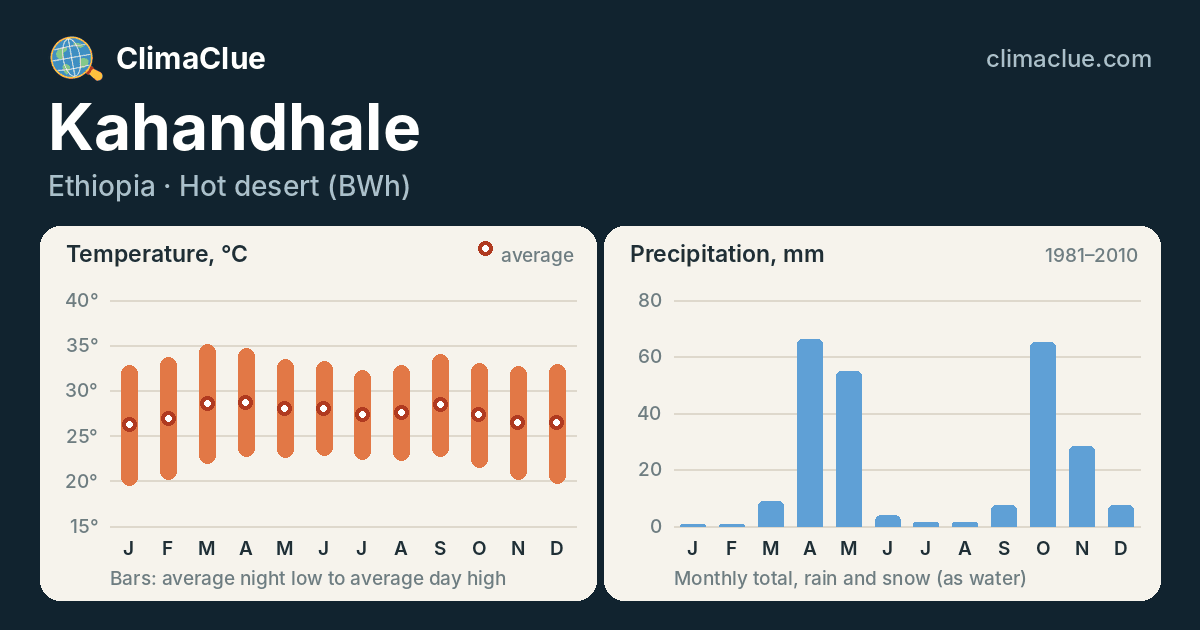 ClimaClue
climaclue.com
Kahandhale
Ethiopia · Hot desert (BWh)
Temperature, °C
average
40°
35°
30°
25°
20°
15°
J F M A M J J A S O N D
Bars: average night low to average day high
Precipitation, mm
1981–2010
80
60
40
20
0
J F M A M J J A S O N D
Monthly total, rain and snow (as water)